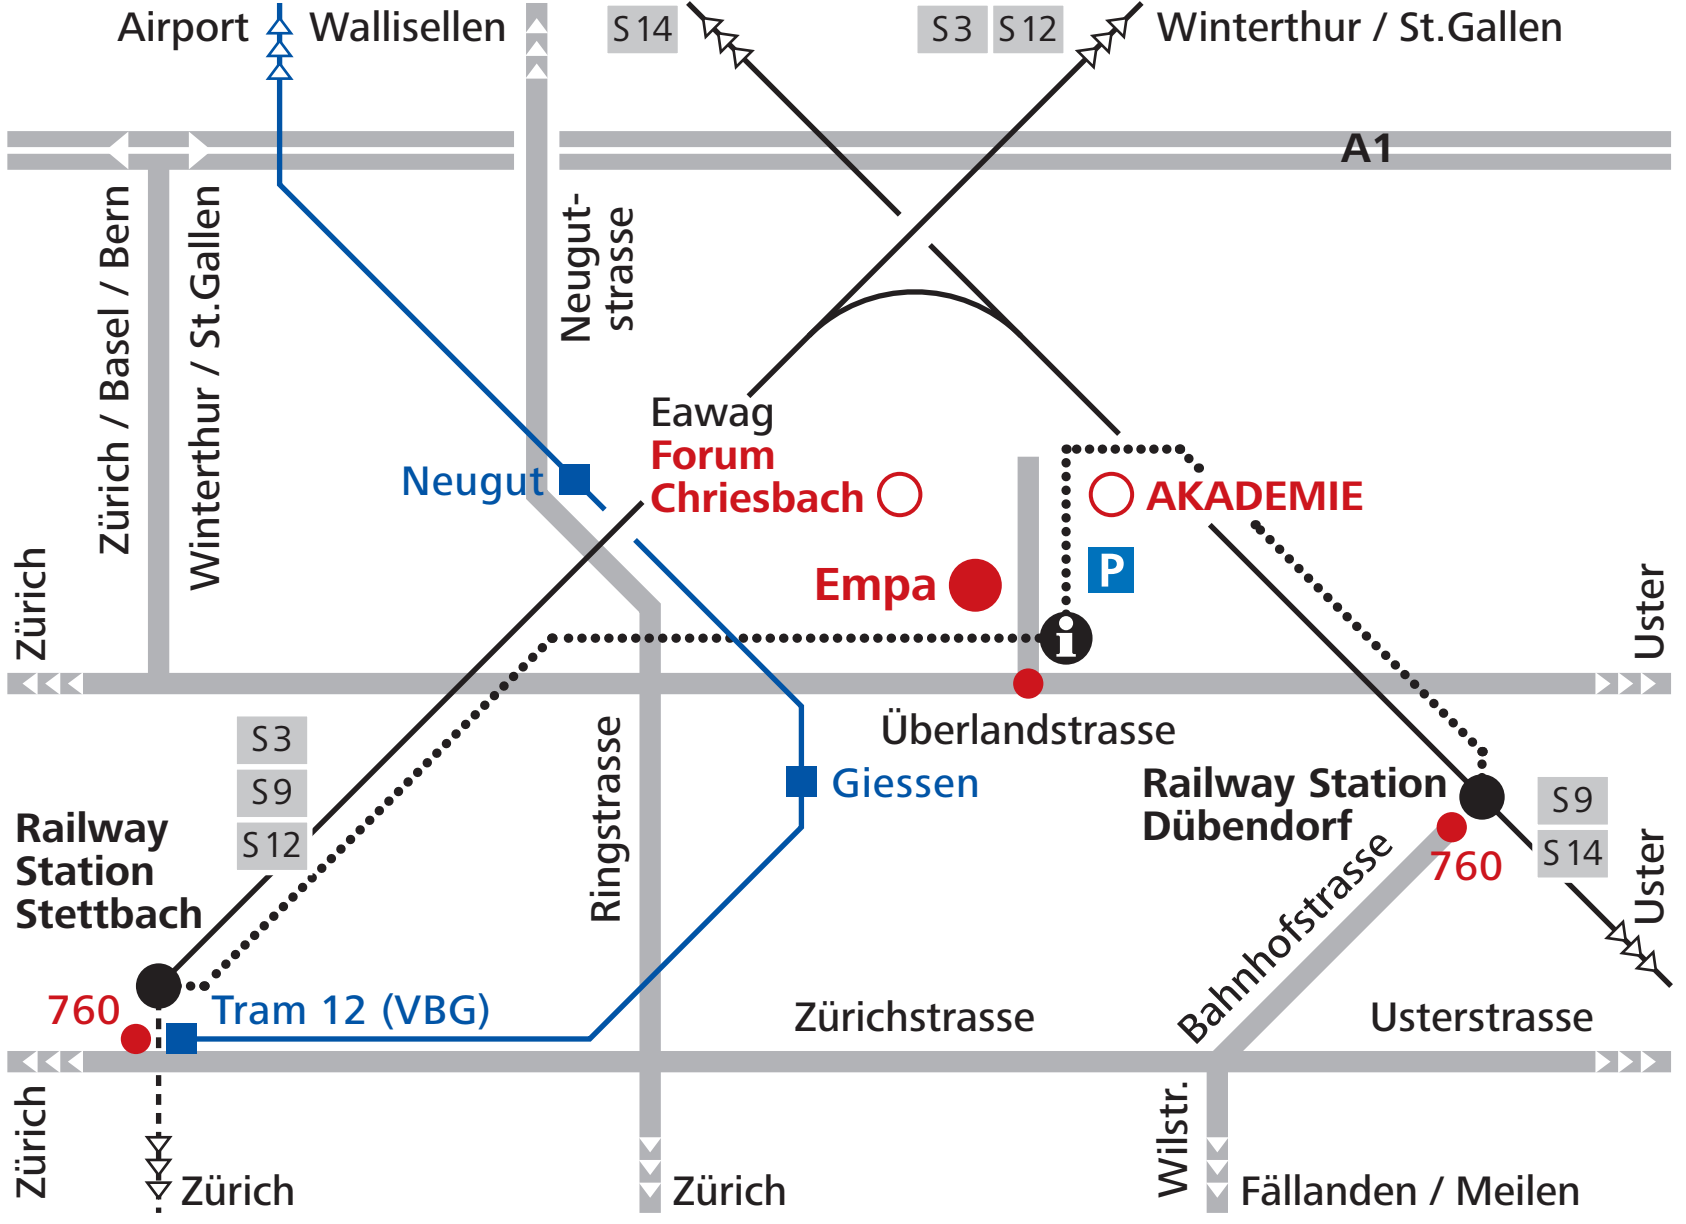 Airport
Wallisellen
S 14
S 3
S 12
Winterthur / St.Gallen
A1
Zürich / Basel / Bern
Winterthur / St.Gallen
Neugut-
strasse
Eawag
Forum
Chriesbach
Neugut
AKADEMIE
P
Empa
i
Zürich
Uster
Überlandstrasse
S 3
S 9
S 12
Ringstrasse
Giessen
Railway Station
Dübendorf
760
S 9
S 14
Uster
Railway
Station
Stettbach
760
Tram 12 (VBG)
Zürichstrasse
Bahnhofstrasse
Usterstrasse
Zürich
Zürich
Zürich
Wilstr.
Fällanden / Meilen